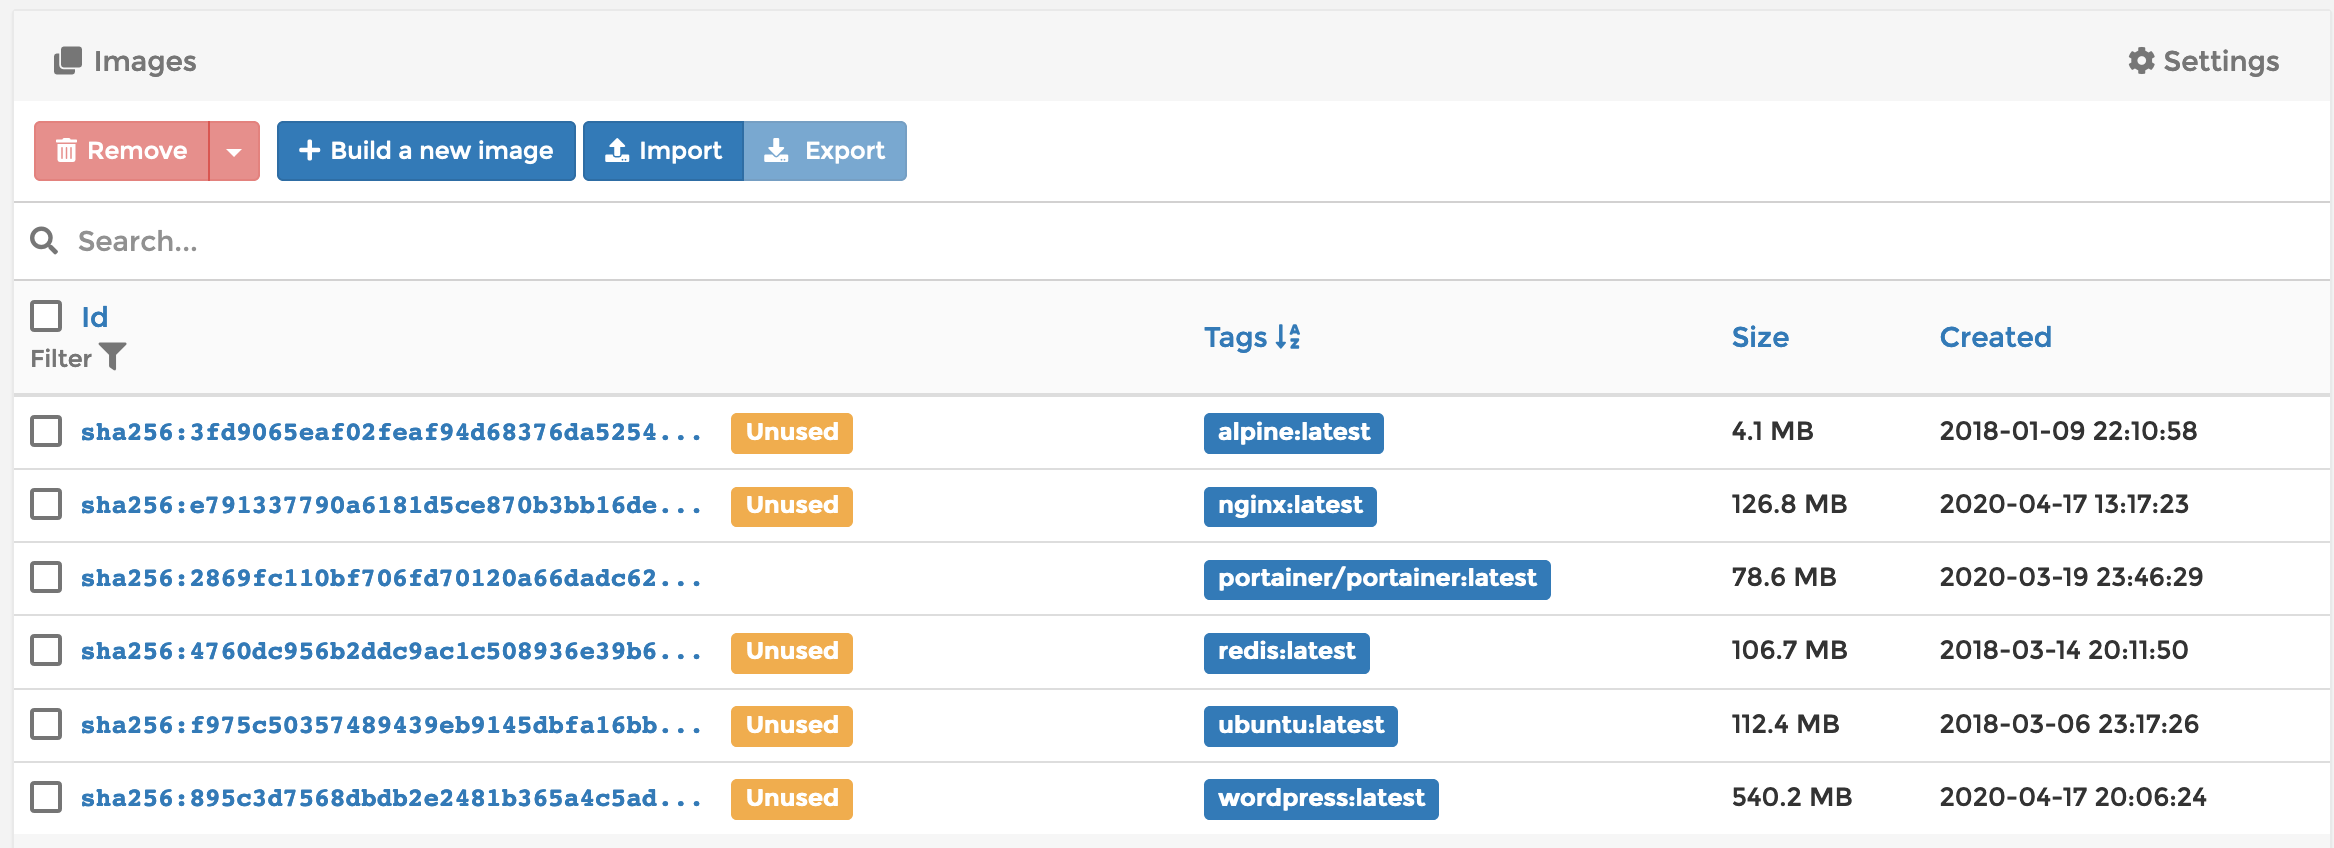 Images Settings
Remove Build a new image Import Export
Search...
Id
Filter
Tags Size Created
sha256:3fd9065eaf02feaf94d68376da5254... Unused alpine:latest 4.1 MB 2018-01-09 22:10:58
sha256:e791337790a6181d5ce870b3bb16de... Unused nginx:latest 126.8 MB 2020-04-17 13:17:23
sha256:2869fc110bf706fd70120a66dadc62... portainer/portainer:latest 78.6 MB 2020-03-19 23:46:29
sha256:4760dc956b2ddc9ac1c508936e39b6... Unused redis:latest 106.7 MB 2018-03-14 20:11:50
sha256:f975c50357489439eb9145dbfa16bb... Unused ubuntu:latest 112.4 MB 2018-03-06 23:17:26
sha256:895c3d7568dbdb2e2481b365a4c5ad... Unused wordpress:latest 540.2 MB 2020-04-17 20:06:24